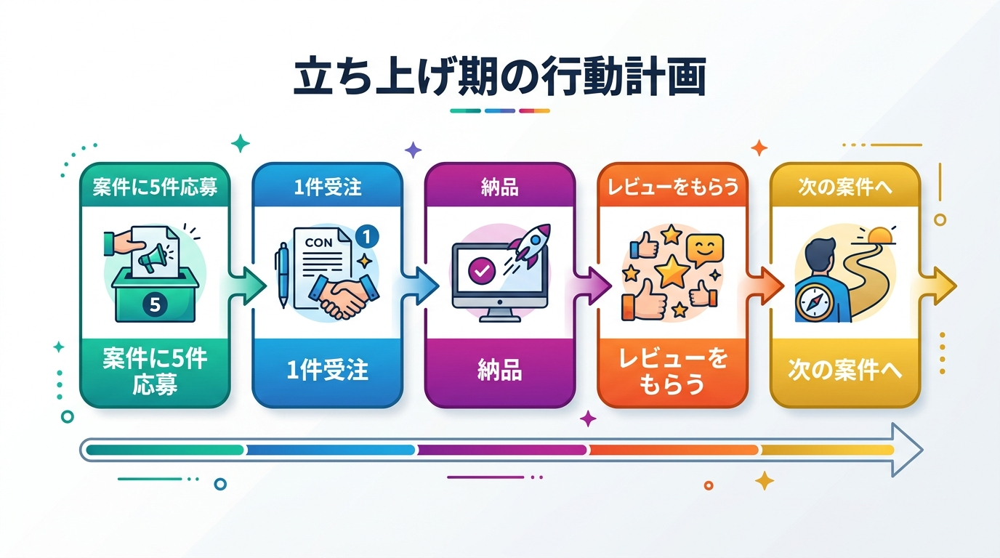 立ち上げ期の行動計画
案件に5件応募
5
案件に5件
応募
1件受注
CON
1
1件受注
納品
納品
レビューをもらう
レビューを
もらう
次の案件へ
次の案件へ